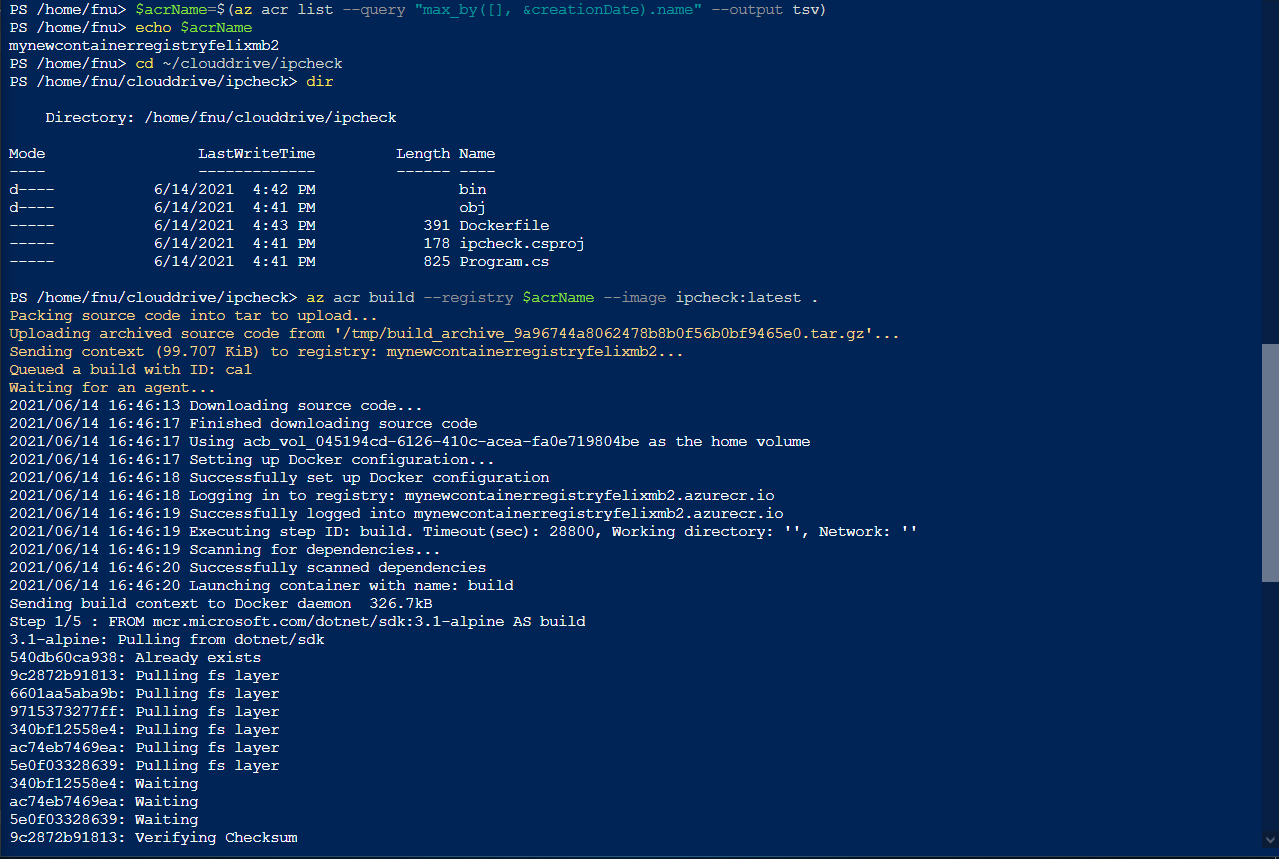 PS /home/fnu> $acrName=$(az acr list --query "max_by([], &creationDate).name" --output tsv)
PS /home/fnu> echo $acrName
mynewcontainerregistryfelixmb2
PS /home/fnu> cd ~/clouddrive/ipcheck
PS /home/fnu/clouddrive/ipcheck> dir
Directory: /home/fnu/clouddrive/ipcheck
Mode                 LastWriteTime         Length Name
----                 -------------         ------ ----
d----           6/14/2021  4:42 PM                bin
d----           6/14/2021  4:41 PM                obj
-----           6/14/2021  4:43 PM            391 Dockerfile
-----           6/14/2021  4:41 PM            178 ipcheck.csproj
-----           6/14/2021  4:41 PM            825 Program.cs
PS /home/fnu/clouddrive/ipcheck> az acr build --registry $acrName --image ipcheck:latest .
Packing source code into tar to upload...
Uploading archived source code from '/tmp/build_archive_9a96744a8062478b8b0f56b0bf9465e0.tar.gz'...
Sending context (99.707 KiB) to registry: mynewcontainerregistryfelixmb2...
Queued a build with ID: ca1
Waiting for an agent...
2021/06/14 16:46:13 Downloading source code...
2021/06/14 16:46:17 Finished downloading source code
2021/06/14 16:46:17 Using acb_vol_045194cd-6126-410c-acea-fa0e719804be as the home volume
2021/06/14 16:46:17 Setting up Docker configuration...
2021/06/14 16:46:18 Successfully set up Docker configuration
2021/06/14 16:46:18 Logging in to registry: mynewcontainerregistryfelixmb2.azurecr.io
2021/06/14 16:46:19 Successfully logged into mynewcontainerregistryfelixmb2.azurecr.io
2021/06/14 16:46:19 Executing step ID: build. Timeout(sec): 28800, Working directory: '', Network: ''
2021/06/14 16:46:19 Scanning for dependencies...
2021/06/14 16:46:20 Successfully scanned dependencies
2021/06/14 16:46:20 Launching container with name: build
Sending build context to Docker daemon  326.7kB
Step 1/5 : FROM mcr.microsoft.com/dotnet/sdk:3.1-alpine AS build
3.1-alpine: Pulling from dotnet/sdk
540db60ca938: Already exists
9c2872b91813: Pulling fs layer
6601aa5aba9b: Pulling fs layer
9715373277ff: Pulling fs layer
340bf12558e4: Pulling fs layer
ac74eb7469ea: Pulling fs layer
5e0f03328639: Pulling fs layer
340bf12558e4: Waiting
ac74eb7469ea: Waiting
5e0f03328639: Waiting
9c2872b91813: Verifying Checksum